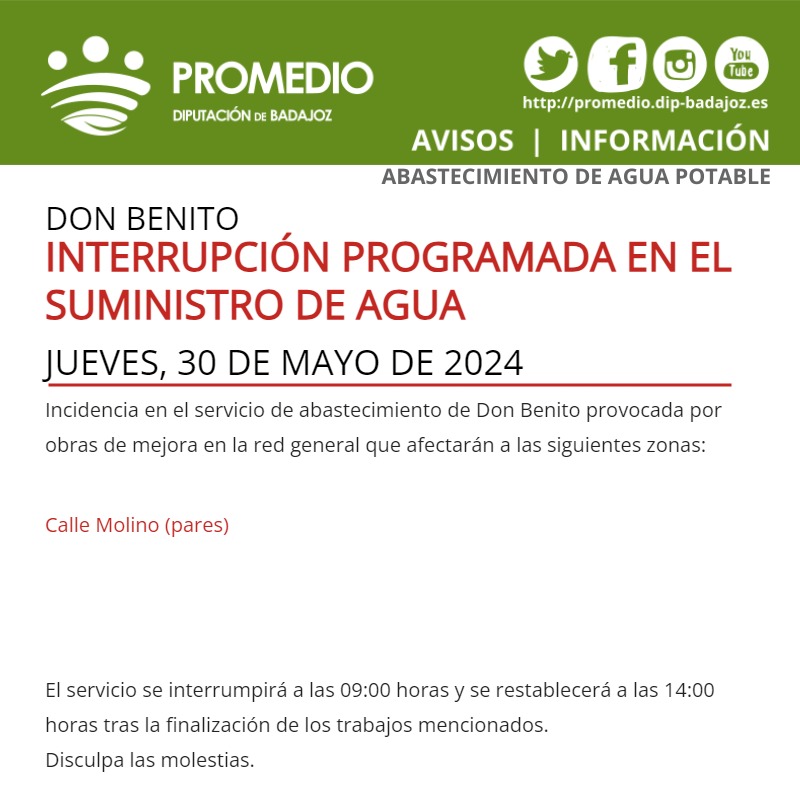 PROMEDIO
DIPUTACIÓN DE BADAJOZ
You
Tube
http://promedio.dip-badajoz.es
AVISOS | INFORMACIÓN
ABASTECIMIENTO DE AGUA POTABLE
DON BENITO
INTERRUPCIÓN PROGRAMADA EN EL
SUMINISTRO DE AGUA
JUEVES, 30 DE MAYO DE 2024
Incidencia en el servicio de abastecimiento de Don Benito provocada por
obras de mejora en la red general que afectarán a las siguientes zonas:
Calle Molino (pares)
El servicio se interrumpirá a las 09:00 horas y se restablecerá a las 14:00
horas tras la finalización de los trabajos mencionados.
Disculpa las molestias.